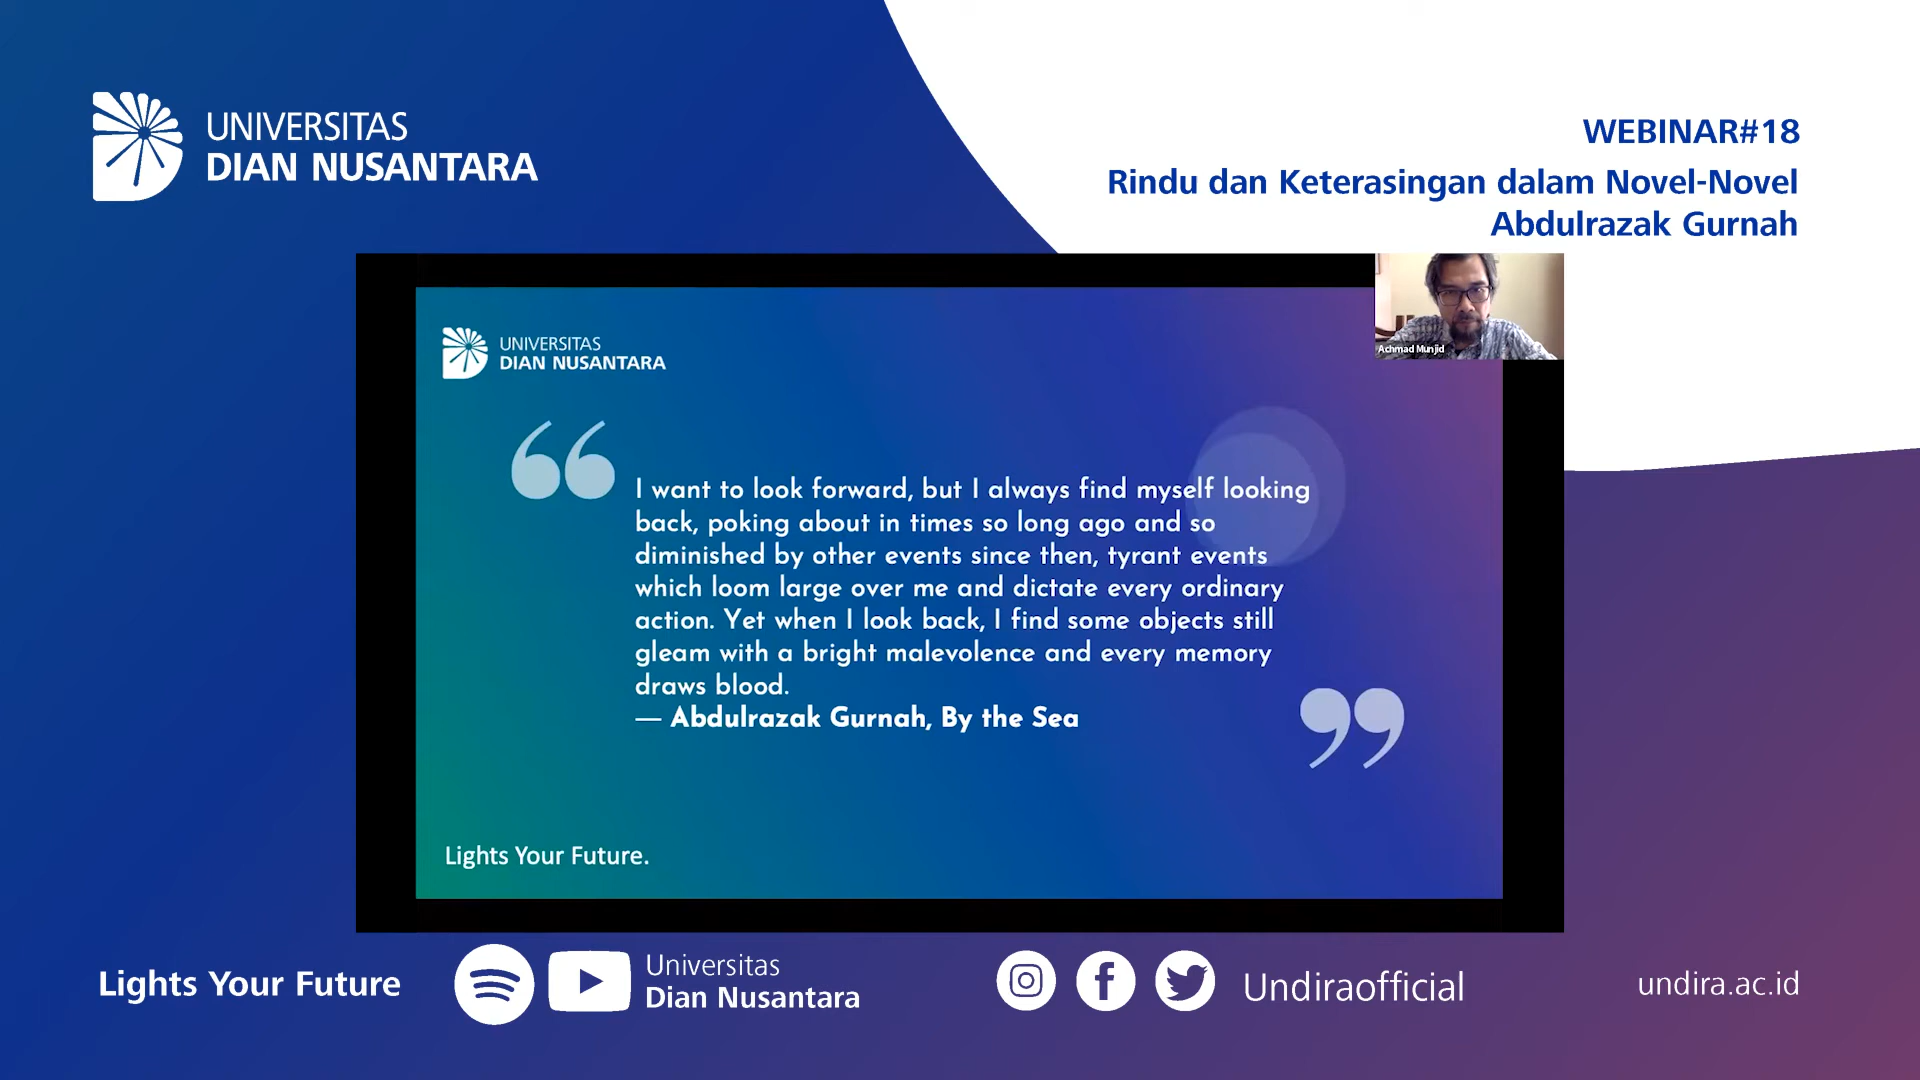 UNIVERSITAS
DIAN NUSANTARA
WEBINAR#18
Rindu dan Keterasingan dalam Novel-Novel
Abdulrazak Gurnah
Achmad Munjid
UNIVERSITAS
DIAN NUSANTARA
“
I want to look forward, but I always find myself looking
back, poking about in times so long ago and so
diminished by other events since then, tyrant events
which loom large over me and dictate every ordinary
action. Yet when I look back, I find some objects still
gleam with a bright malevolence and every memory
draws blood.
— Abdulrazak Gurnah, By the Sea
”
Lights Your Future.
Lights Your Future
Universitas
Dian Nusantara
Undiraofficial
undira.ac.id